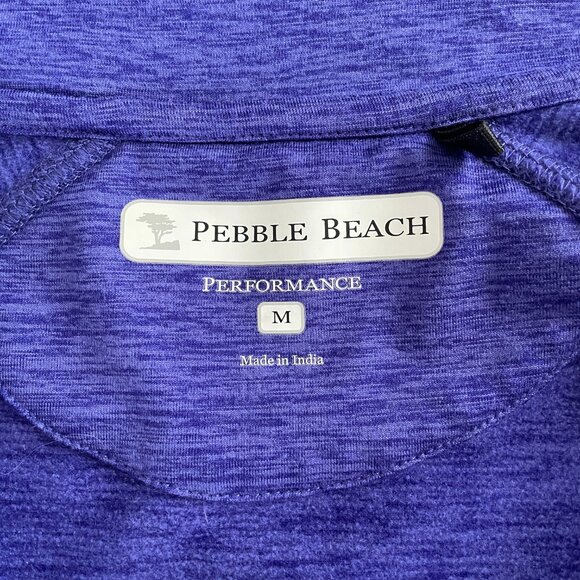 PEBBLE BEACH
PERFORMANCE
M
Made in India